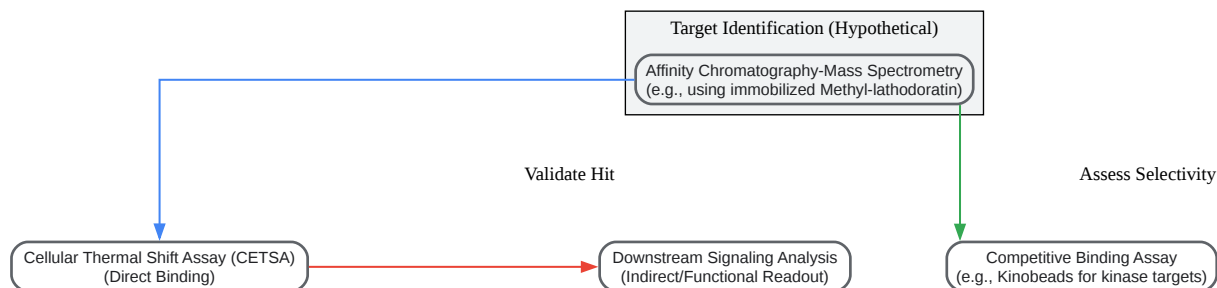 Target Identification (Hypothetical)
Affinity Chromatography-Mass Spectrometry
(e.g., using immobilized Methyl-lathodoratin)
Validate Hit
Assess Selectivity
Cellular Thermal Shift Assay (CETSA)
(Direct Binding)
Downstream Signaling Analysis
(Indirect/Functional Readout)
Competitive Binding Assay
(e.g., Kinobeads for kinase targets)